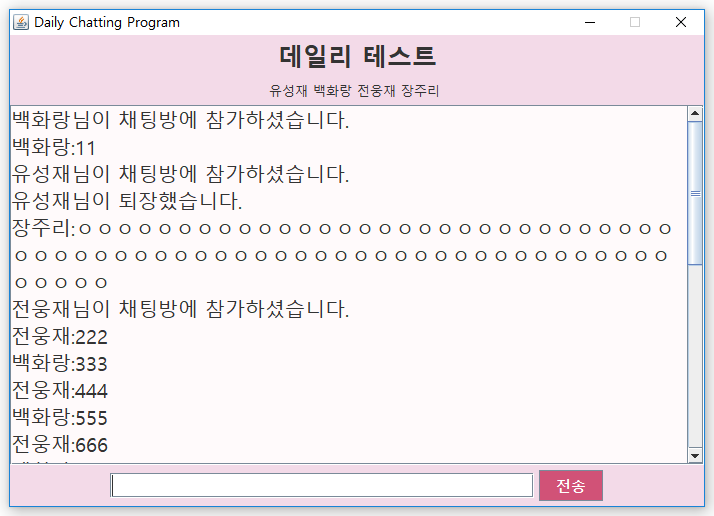 Daily Chatting Program
데일리 테스트
유성재 백화랑 전웅재 장주리
백화랑님이 채팅방에 참가하셨습니다.
백화랑:11
유성재님이 채팅방에 참가하셨습니다.
유성재님이 퇴장했습니다.
장주리:ㅇㅇㅇㅇㅇㅇㅇㅇㅇㅇㅇㅇㅇㅇㅇㅇㅇㅇㅇㅇㅇㅇㅇㅇㅇㅇㅇㅇㅇㅇ
ㅇㅇㅇㅇㅇㅇㅇㅇㅇㅇㅇㅇㅇㅇㅇㅇㅇㅇㅇㅇㅇㅇㅇㅇㅇㅇㅇㅇㅇㅇㅇㅇㅇ
ㅇㅇㅇㅇㅇ
전웅재님이 채팅방에 참가하셨습니다.
전웅재:222
백화랑:333
전웅재:444
백화랑:555
전웅재:666
전송